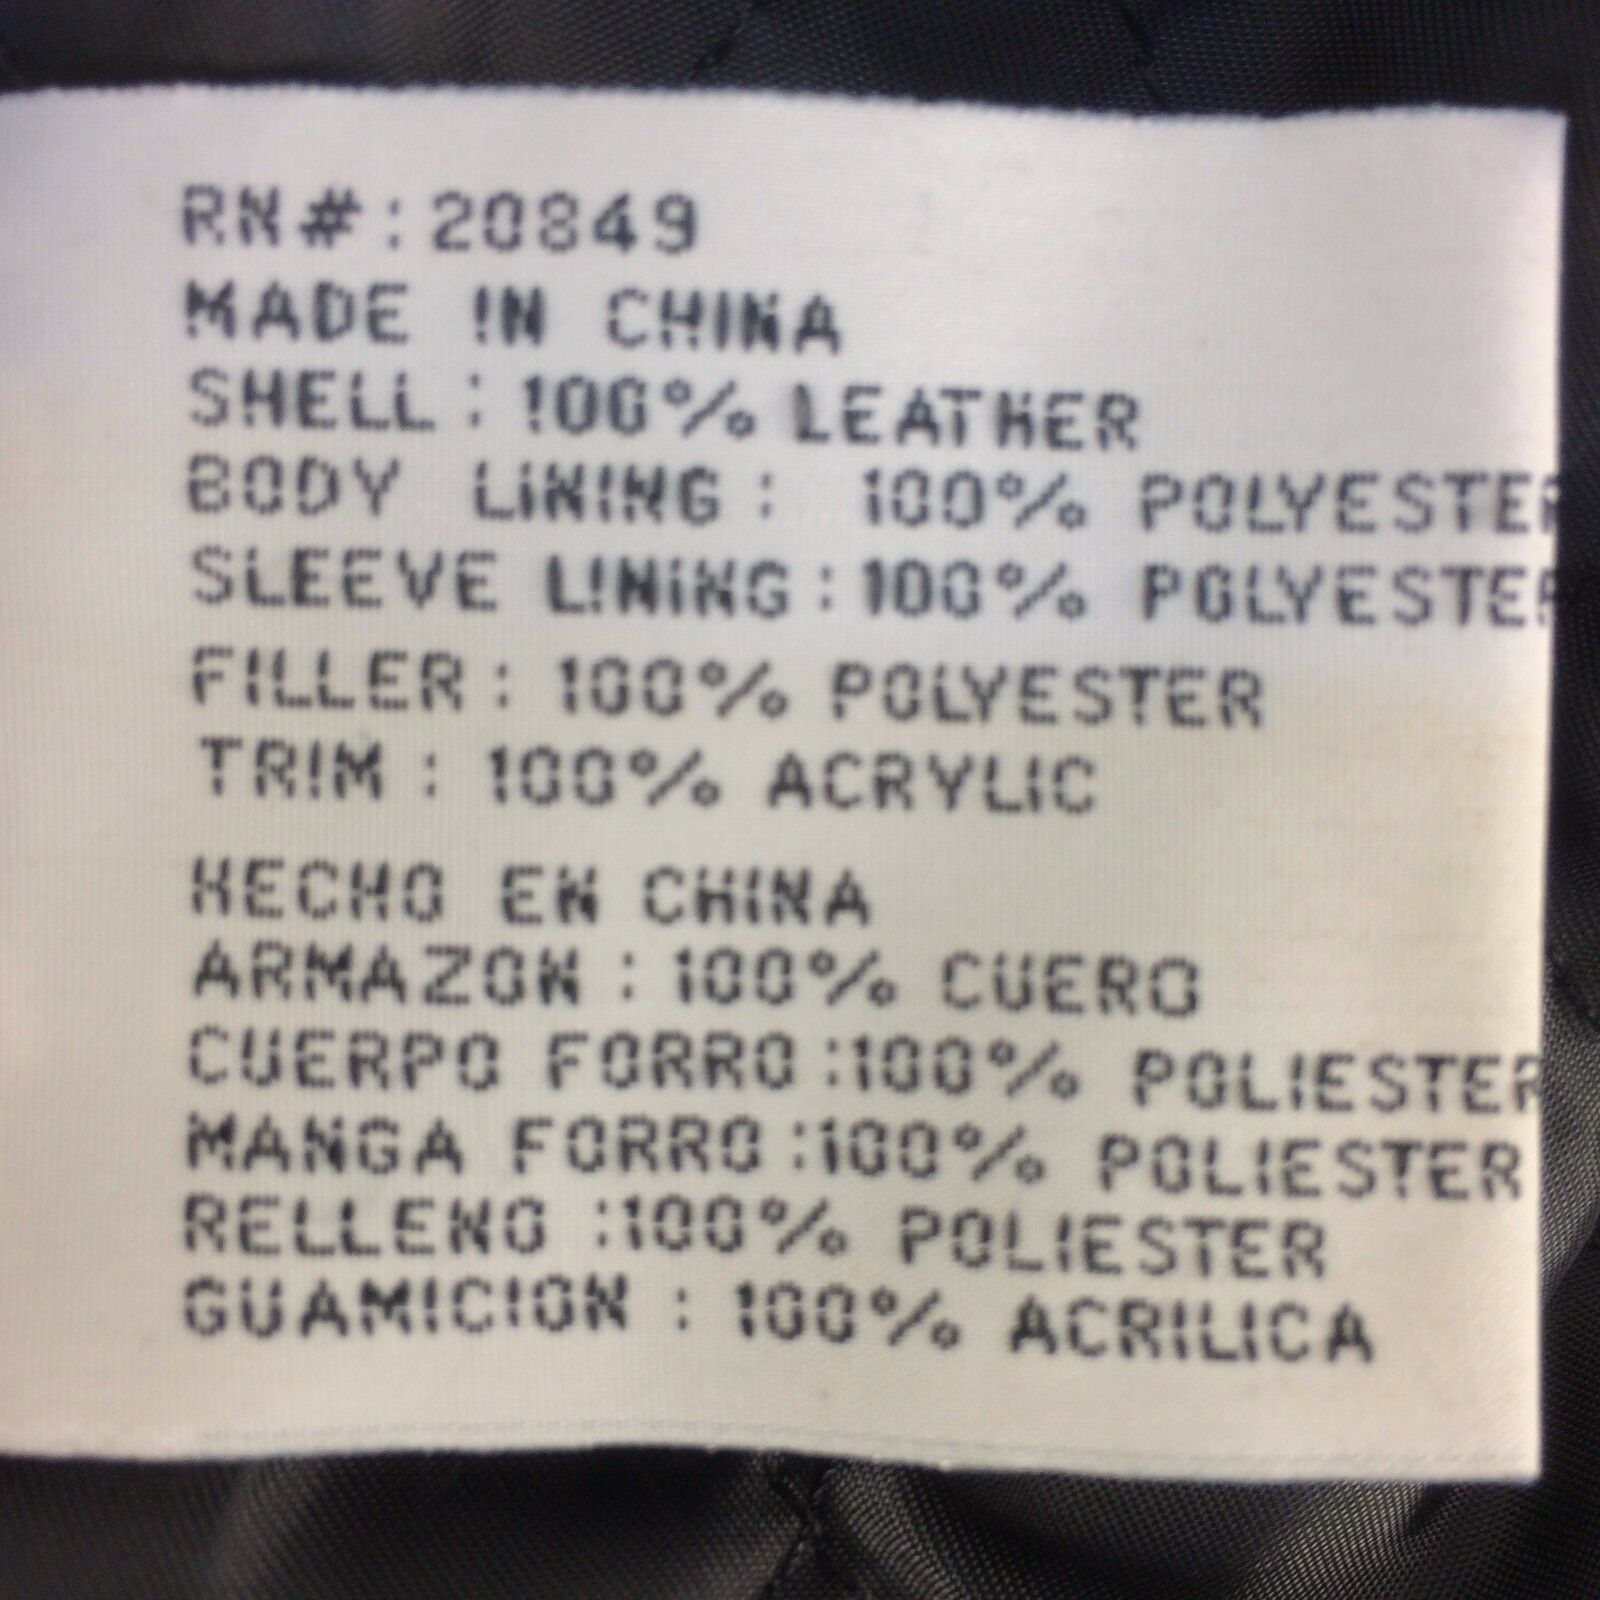 RN#:20849
MADE IN CHINA
SHELL: 100% LEATHER
BODY LINING: 100% POLYESTER
SLEEVE LINING:100% POLYESTER
FILLER: 100% POLYESTER
TRIM: 100% ACRYLIC
HECHO EN CHINA
ARMAZON :100% CUERO
CUERPO FORRO:100% POLIESTER
MANGA FORRO:100% POLIESTER
RELLENO :100% POLIESTER
GUAMICION : 100% ACRILICA